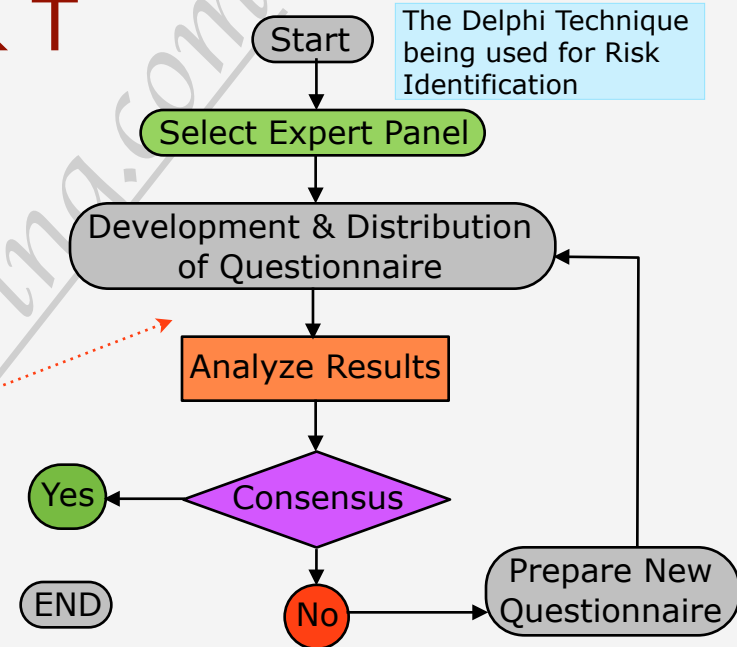 Start
The Delphi Technique
being used for Risk
Identification
Select Expert Panel
Development & Distribution
of Questionnaire
Analyze Results
Yes
Consensus
END
No
Prepare New
Questionnaire